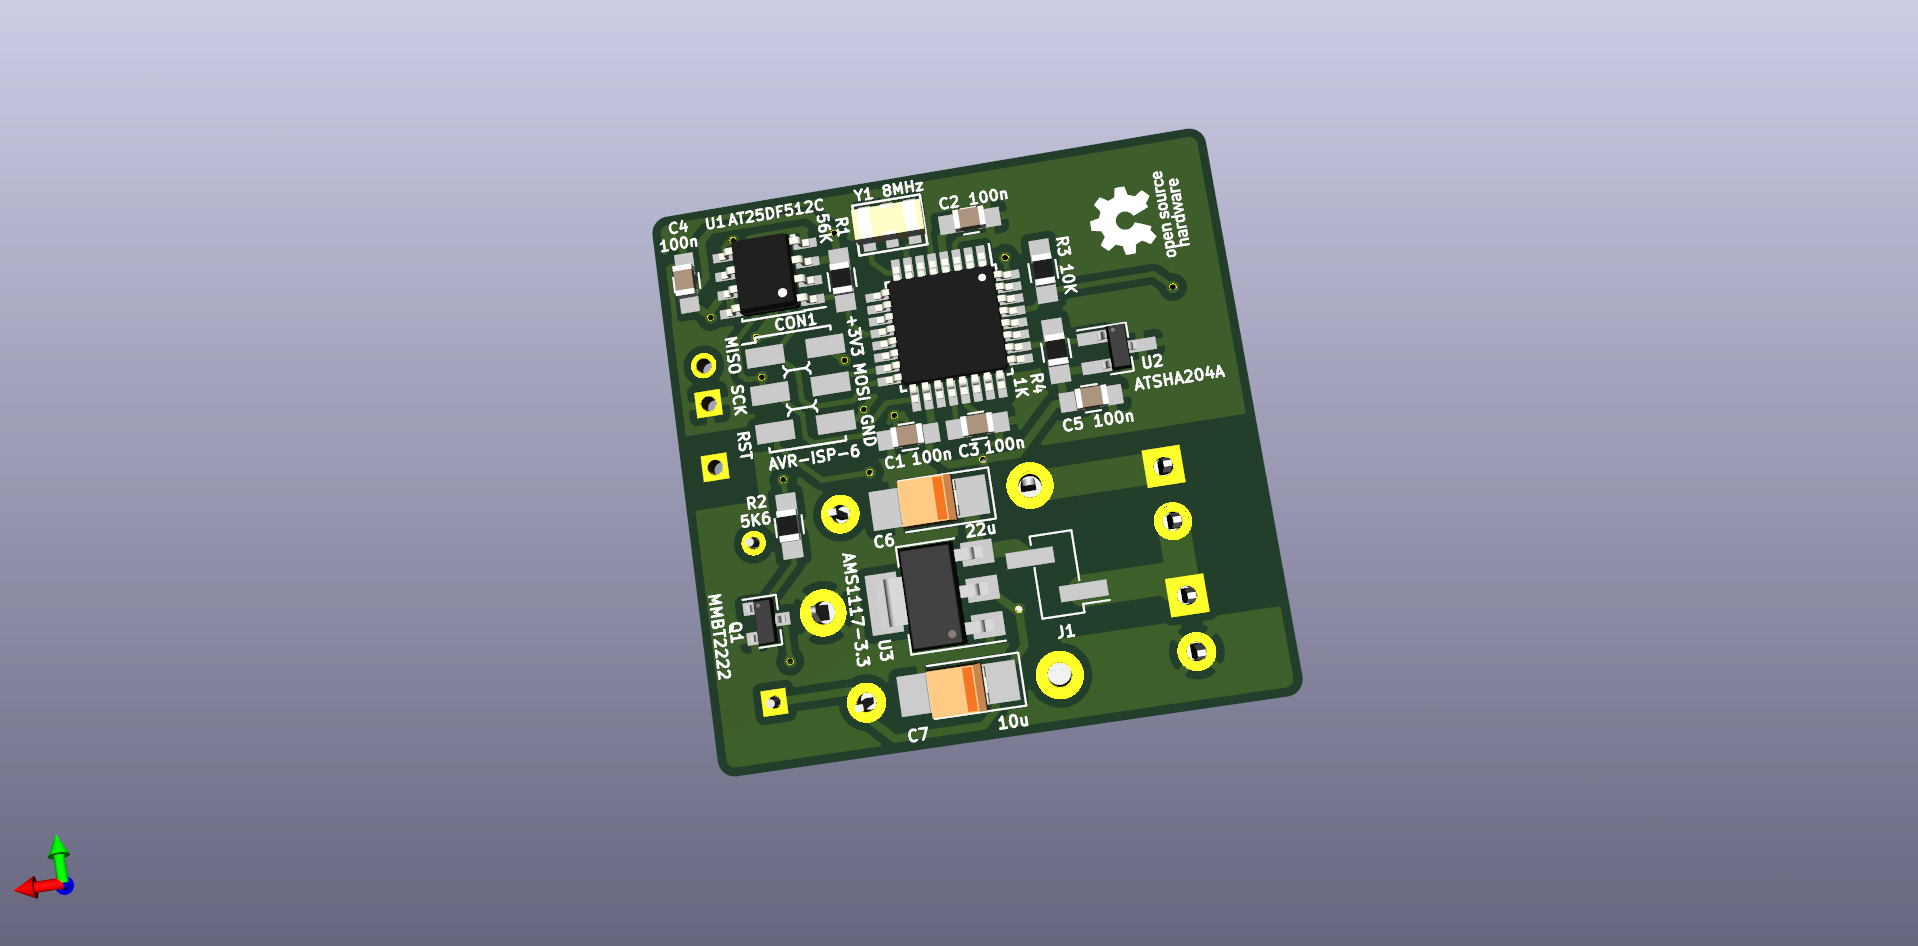 C4
100n
U1 AT25DF512C
R1
56K
Y1 8MHz
C2 100n
open source
hardware
R3 10K
CON1
+3V3 MOSI GND
MISO SCK RST
AVR-ISP-6
R4
1K
U2
ATSHA204A
C5 100n
C1 100n
C3 100n
R2
5K6
C6
22u
AMS1117-3.3
U3
J1
Q1
MMBT2222
C7
10u